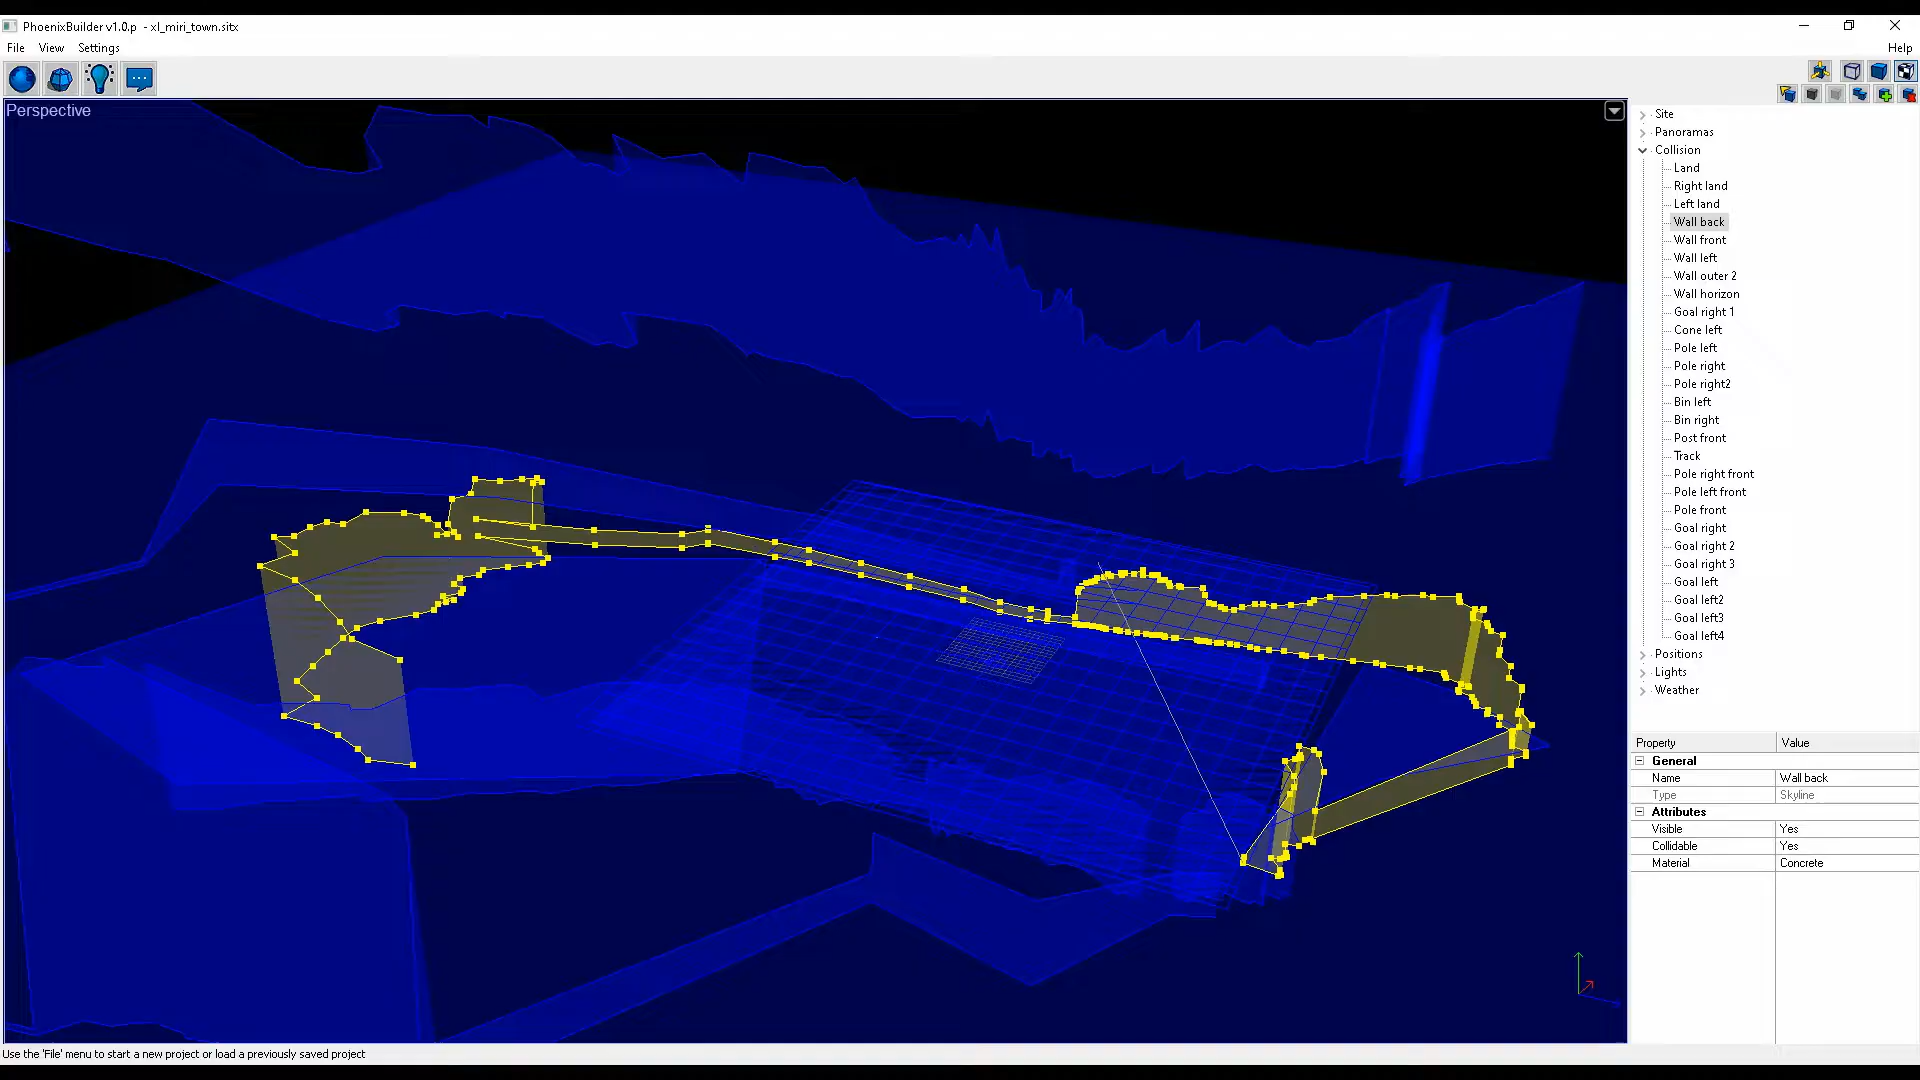 PhoenixBuilder v1.0.p - xl_miri_town.sitx
File View Settings
Help
Perspective
Site
Panoramas
Collision
Land
Right land
Left land
Wall back
Wall front
Wall left
Wall outer 2
Wall horizon
Goal right 1
Cone left
Pole left
Pole right
Pole right2
Bin left
Bin right
Post front
Track
Pole right front
Pole left front
Pole front
Goal right
Goal right 2
Goal right 3
Goal left
Goal left2
Goal left3
Goal left4
Positions
Lights
Weather
Property Value
General
Name Wall back
Type Skyline
Attributes
Visible Yes
Collidable Yes
Material Concrete
Use the 'File' menu to start a new project or load a previously saved project